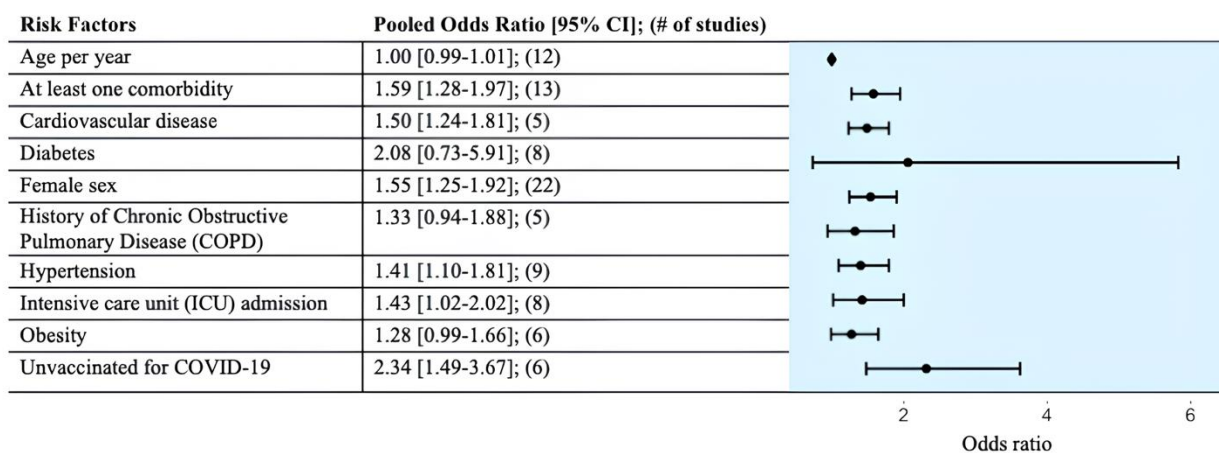 Risk Factors Pooled Odds Ratio [95% CI]; (# of studies)
Age per year 1.00 [0.99-1.01]; (12)
At least one comorbidity 1.59 [1.28-1.97]; (13)
Cardiovascular disease 1.50 [1.24-1.81]; (5)
Diabetes 2.08 [0.73-5.91]; (8)
Female sex 1.55 [1.25-1.92]; (22)
History of Chronic Obstructive 1.33 [0.94-1.88]; (5)
Pulmonary Disease (COPD)
Hypertension 1.41 [1.10-1.81]; (9)
Intensive care unit (ICU) admission 1.43 [1.02-2.02]; (8)
Obesity 1.28 [0.99-1.66]; (6)
Unvaccinated for COVID-19 2.34 [1.49-3.67]; (6)
2 4 6
Odds ratio